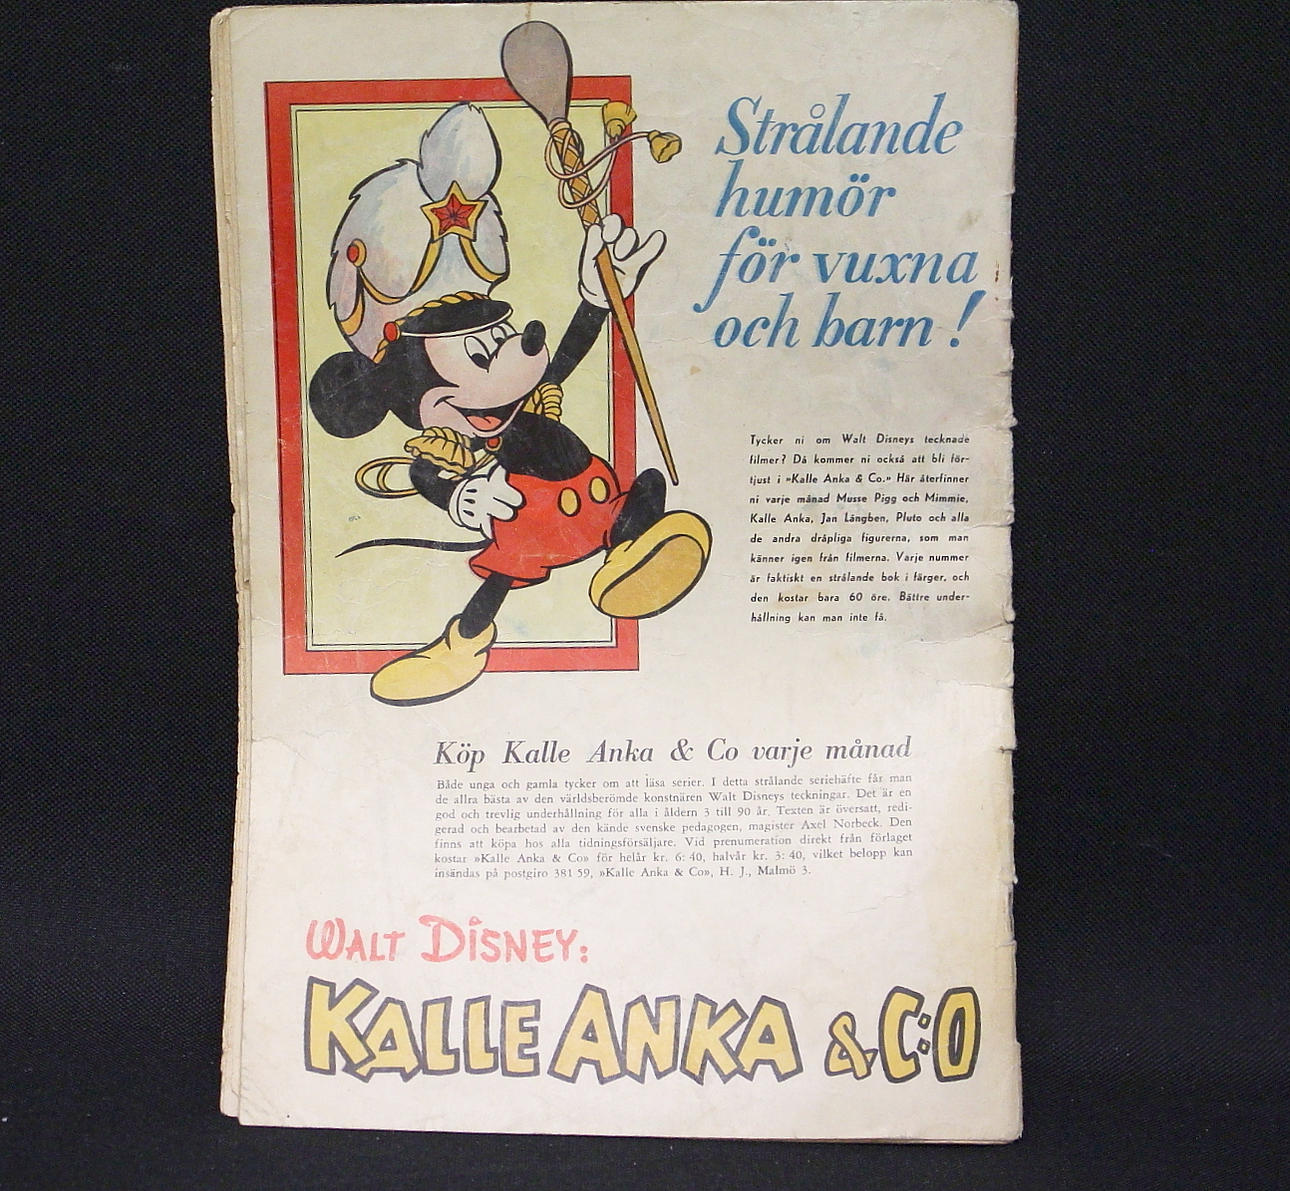 Strålande
humör
för vuxna
och barn!
Tycker ni om Walt Disneys tecknade
filmer? Då kommer ni också att bli för-
tjust i »Kalle Anka & Co.» Här återfinner
ni varje månad Musse Pigg och Mimmie,
Kalle Anka, Jan Långben, Pluto och alla
de andra dråpliga figurerna, som man
känner igen från filmerna. Varje nummer
är faktiskt en strålande bok i färger, och
den kostar bara 60 öre. Bättre under-
hållning kan man inte få.
Köp Kalle Anka & Co varje månad
Både unga och gamla tycker om att läsa serier. I detta strålande seriehäfte får man
de allra bästa av den världsberömde konstnären Walt Disneys teckningar. Det är en
god och trevlig underhållning för alla i åldern 3 till 90 år. Texten är översatt, redi-
gerad och bearbetad av den kände svenske pedagogen, magister Axel Norbeck. Den
finns att köpa hos alla tidningsförsäljare. Vid prenumeration direkt från förlaget
kostar »Kalle Anka & Co» för helår kr. 6:40, halvår kr. 3:40, vilket belopp kan
insändas på postgiro 381 59, »Kalle Anka & Co», H. J., Malmö 3.
WALT DISNEY:
KALLE ANKA & C:O